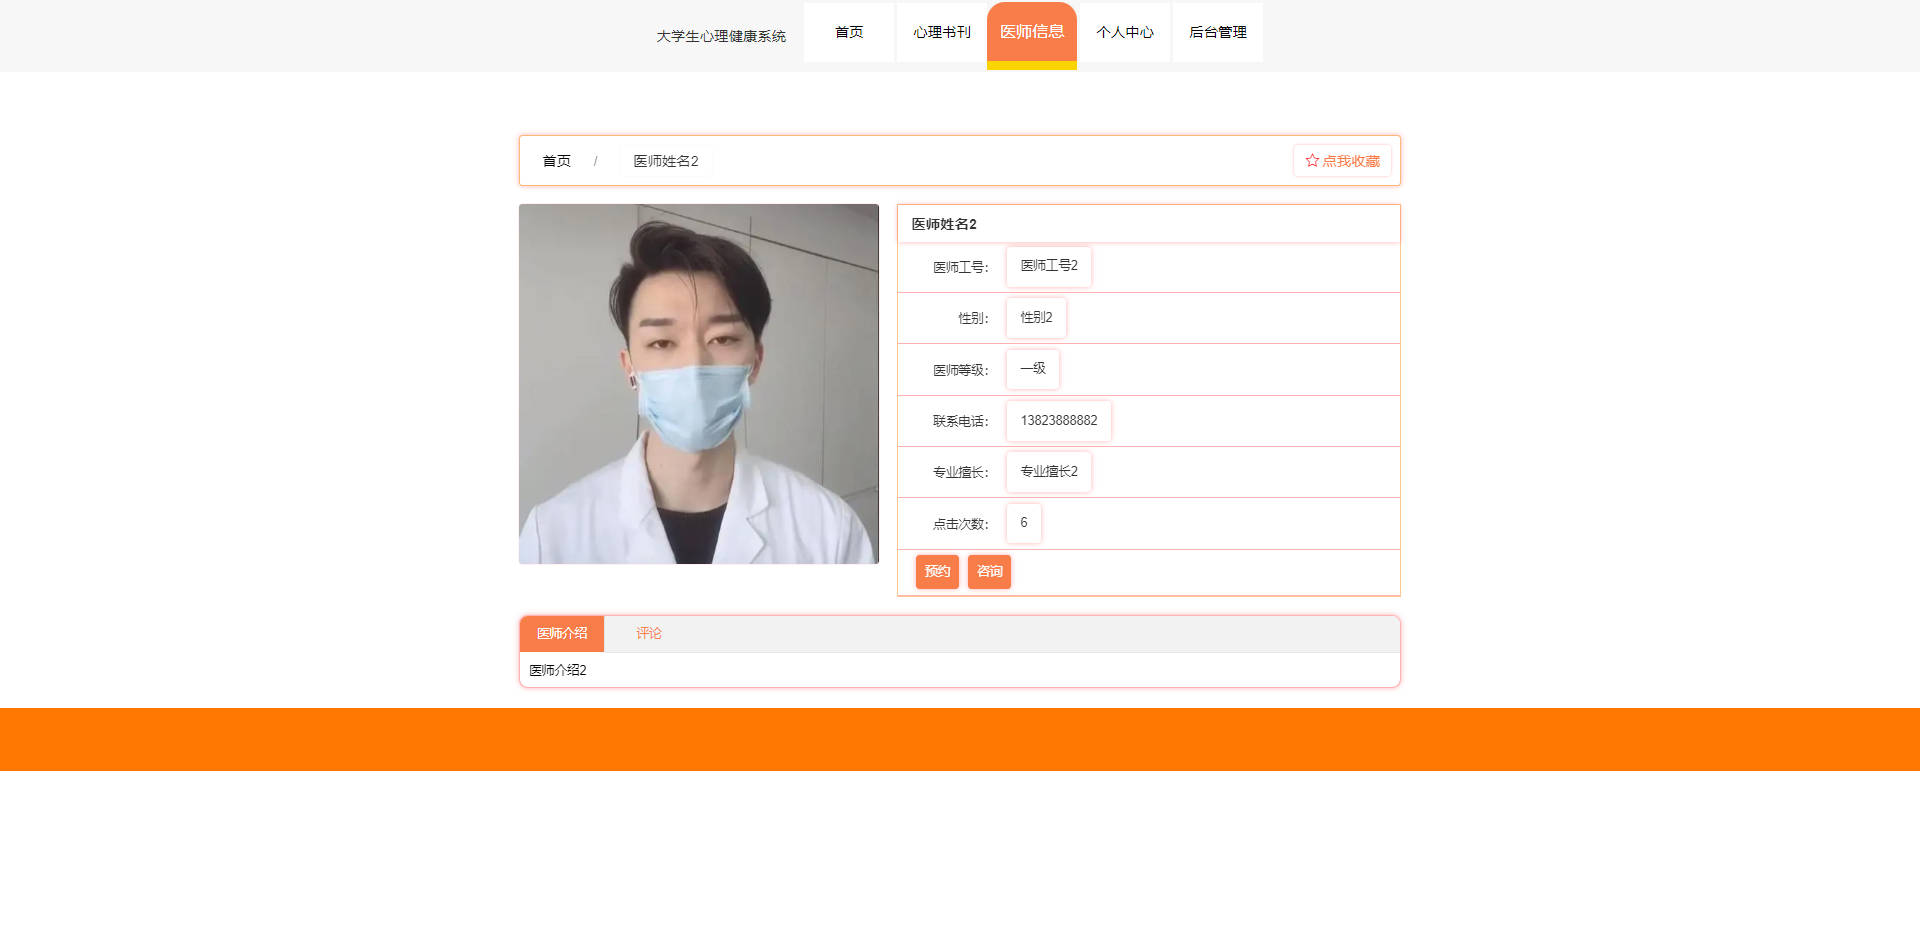 大学生心理健康系统 首页 心理书刊 医师信息 个人中心 后台管理
首页 / 医师姓名2 点我收藏
医师姓名2
医师工号： 医师工号2
性别： 性别2
医师等级： 一级
联系电话： 13823888882
专业擅长： 专业擅长2
点击次数： 6
预约 咨询
医师介绍 评论
医师介绍2